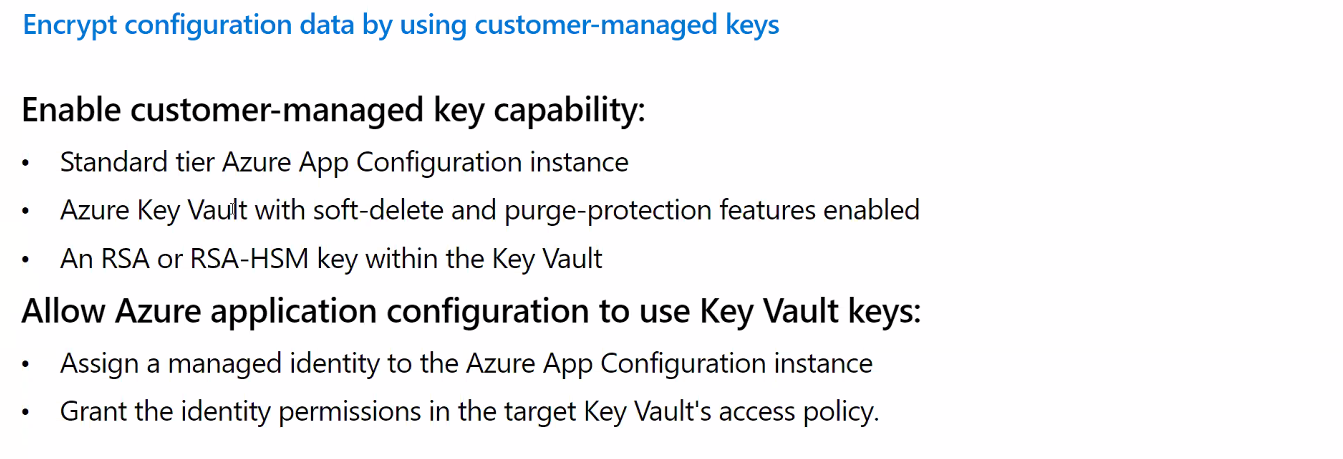 Encrypt configuration data by using customer-managed keys
Enable customer-managed key capability:
• Standard tier Azure App Configuration instance
• Azure Key Vault with soft-delete and purge-protection features enabled
• An RSA or RSA-HSM key within the Key Vault
Allow Azure application configuration to use Key Vault keys:
• Assign a managed identity to the Azure App Configuration instance
• Grant the identity permissions in the target Key Vault's access policy.